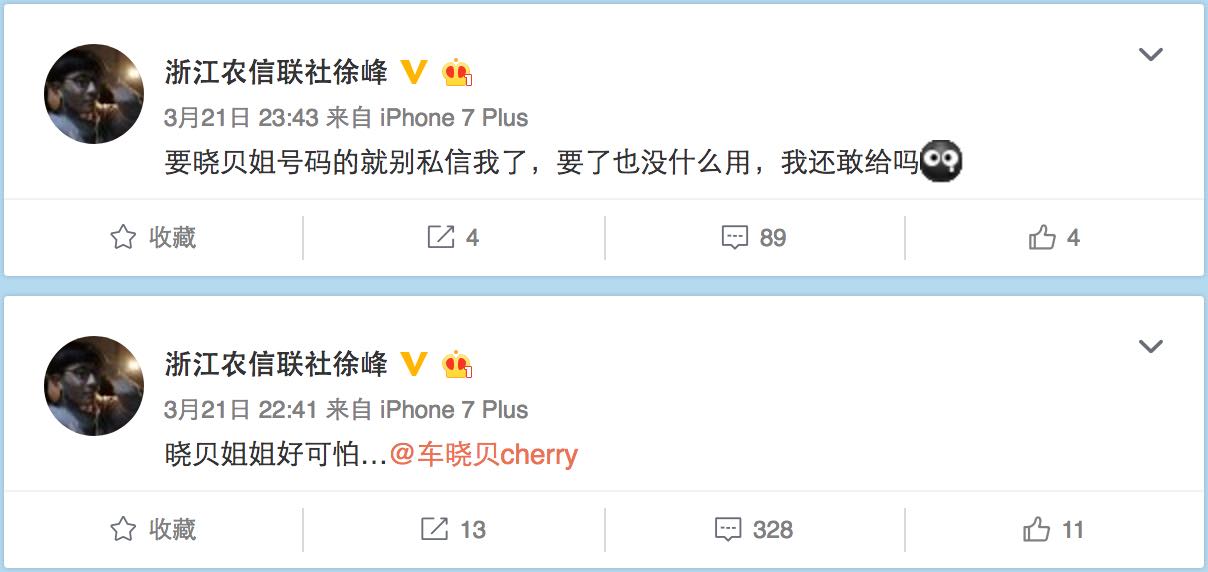 浙江农信联社徐峰
3月21日 23:43 来自 iPhone 7 Plus
要晓贝姐号码的就别私信我了，要了也没什么用，我还敢给吗
收藏
4
89
4
浙江农信联社徐峰
3月21日 22:41 来自 iPhone 7 Plus
晓贝姐姐好可怕...@车晓贝cherry
收藏
13
328
11